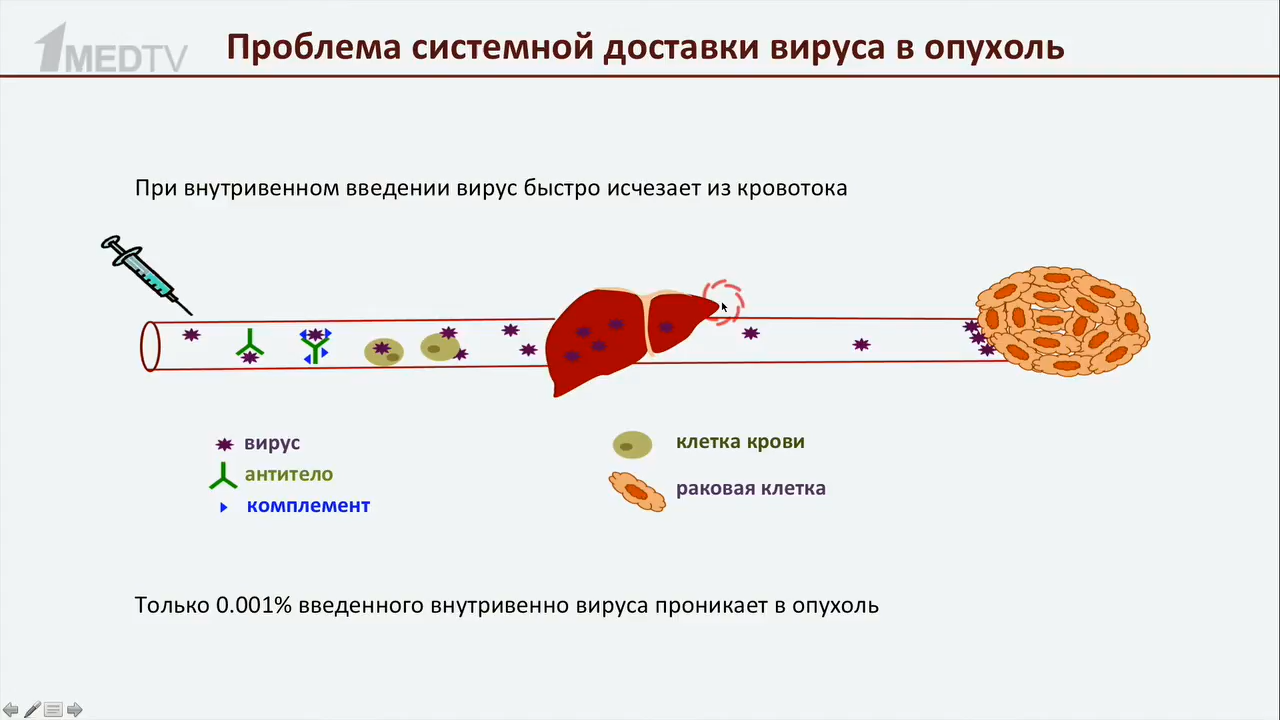 1MEDTV
Проблема системной доставки вируса в опухоль
При внутривенном введении вирус быстро исчезает из кровотока
вирус
антитело
комплемент
клетка крови
раковая клетка
Только 0.001% введенного внутривенно вируса проникает в опухоль